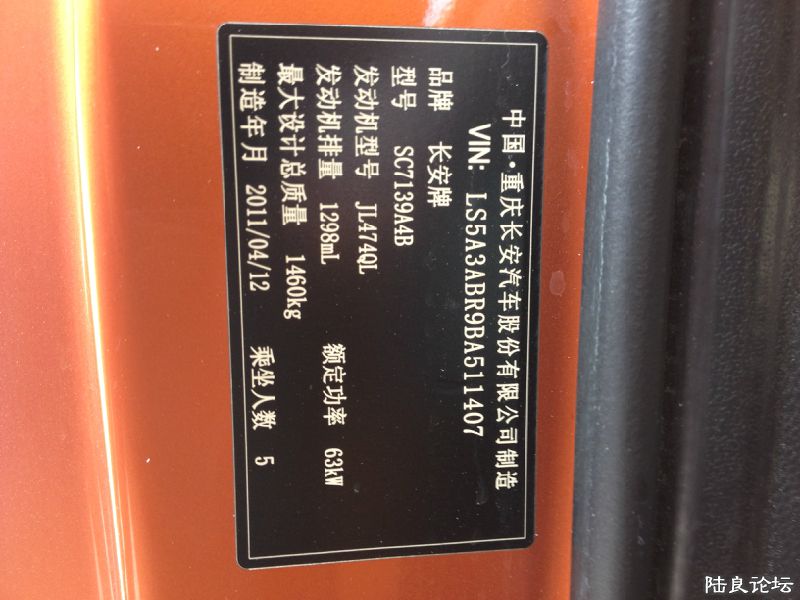 中国·重庆长安汽车股份有限公司制造
VIN: LS5A3ABR9BA511407
品牌 长安牌
型号 SC7139A4B
发动机型号 JL474QL
发动机排量 1298mL 额定功率 63kW
最大设计总质量 1460kg
制造年月 2011/04/12 乘坐人数 5
陆良论坛